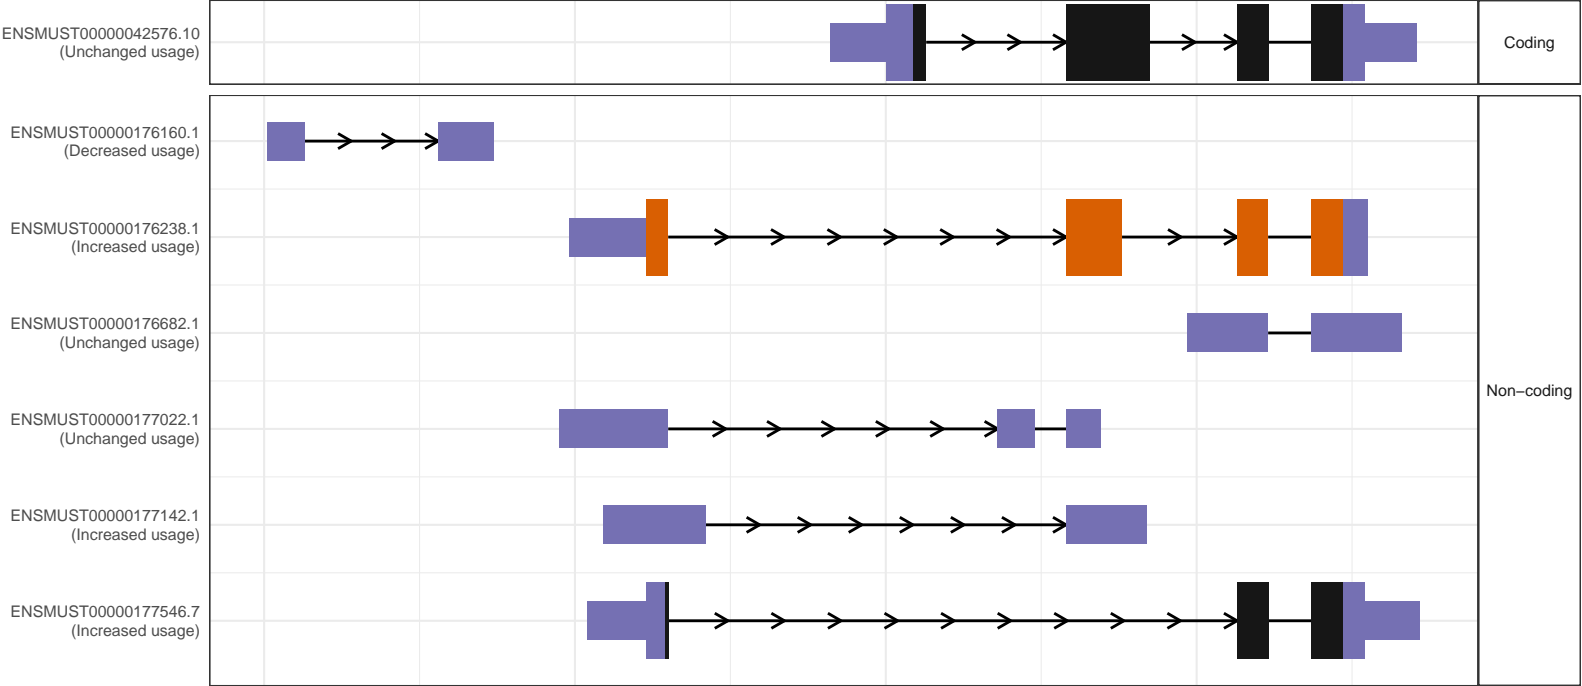 ENSMUST00000042576.10
(Unchanged usage)
Coding
ENSMUST00000176160.1
(Decreased usage)
ENSMUST00000176238.1
(Increased usage)
ENSMUST00000176682.1
(Unchanged usage)
Non−coding
ENSMUST00000177022.1
(Unchanged usage)
ENSMUST00000177142.1
(Increased usage)
ENSMUST00000177546.7
(Increased usage)